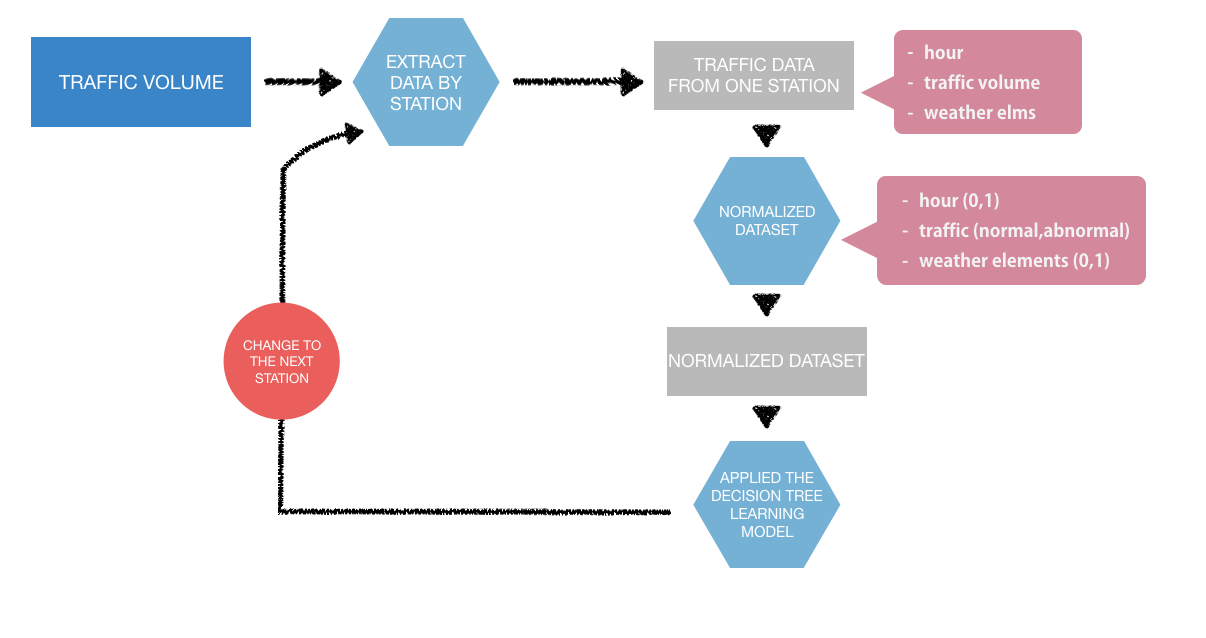 TRAFFIC VOLUME
EXTRACT
DATA BY
STATION
TRAFFIC DATA
FROM ONE STATION
- hour
- traffic volume
- weather elms
NORMALIZED
DATASET
- hour (0,1)
- traffic (normal,abnormal)
- weather elements (0,1)
NORMALIZED DATASET
APPLIED THE
DECISION TREE
LEARNING
MODEL
CHANGE TO
THE NEXT
STATION